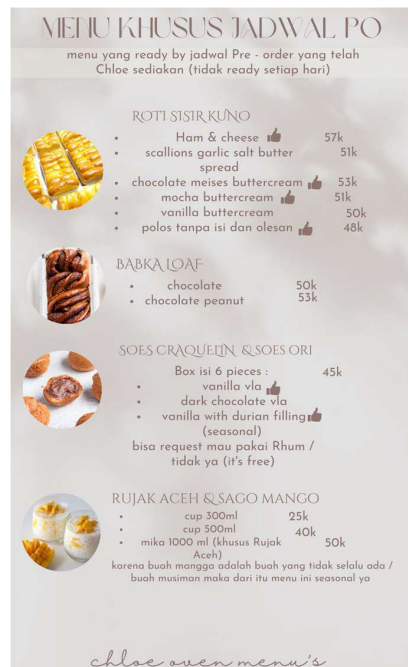 MENU KHUSUS JADWAL PO
menu yang ready by jadwal Pre - order yang telah
Chloe sediakan (tidak ready setiap hari)
ROTI SISIR KUNO
• Ham & cheese 57k
• scallions garlic salt butter 51k
spread
• chocolate meises buttercream 53k
• mocha buttercream 51k
• vanilla buttercream 50k
• polos tanpa isi dan olesan 48k
BABKA LOAF
• chocolate 50k
• chocolate peanut 53k
SOES CRAQUELIN & SOES ORI
Box isi 6 pieces : 45k
• vanilla vla
• dark chocolate vla
• vanilla with durian filling
(seasonal)
bisa request mau pakai Rhum /
tidak ya (it's free)
RUJAK ACEH & SAGO MANGO
• cup 300ml 25k
• cup 500ml 40k
• mika 1000 ml (khusus Rujak 50k
Aceh)
karena buah mangga adalah buah yang tidak selalu ada /
buah musiman maka dari itu menu ini seasonal ya
chloe oven menu's